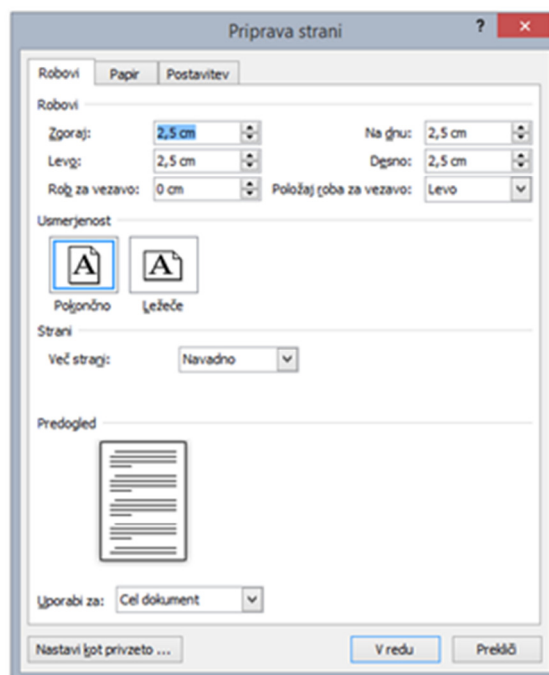 Priprava strani
Robovi Papir Postavitev
Robovi
Zgoraj: 2,5 cm Na dnu: 2,5 cm
Levo: 2,5 cm Desno: 2,5 cm
Rob za vezavo: 0 cm Položaj roba za vezavo: Levo
Usmerjenost
A A
Pokončno Ležeče
Strani
Več strani: Navadno
Predogled
Uporabi za: Cel dokument
Nastavi kot privzeto ... V redu Prekliči